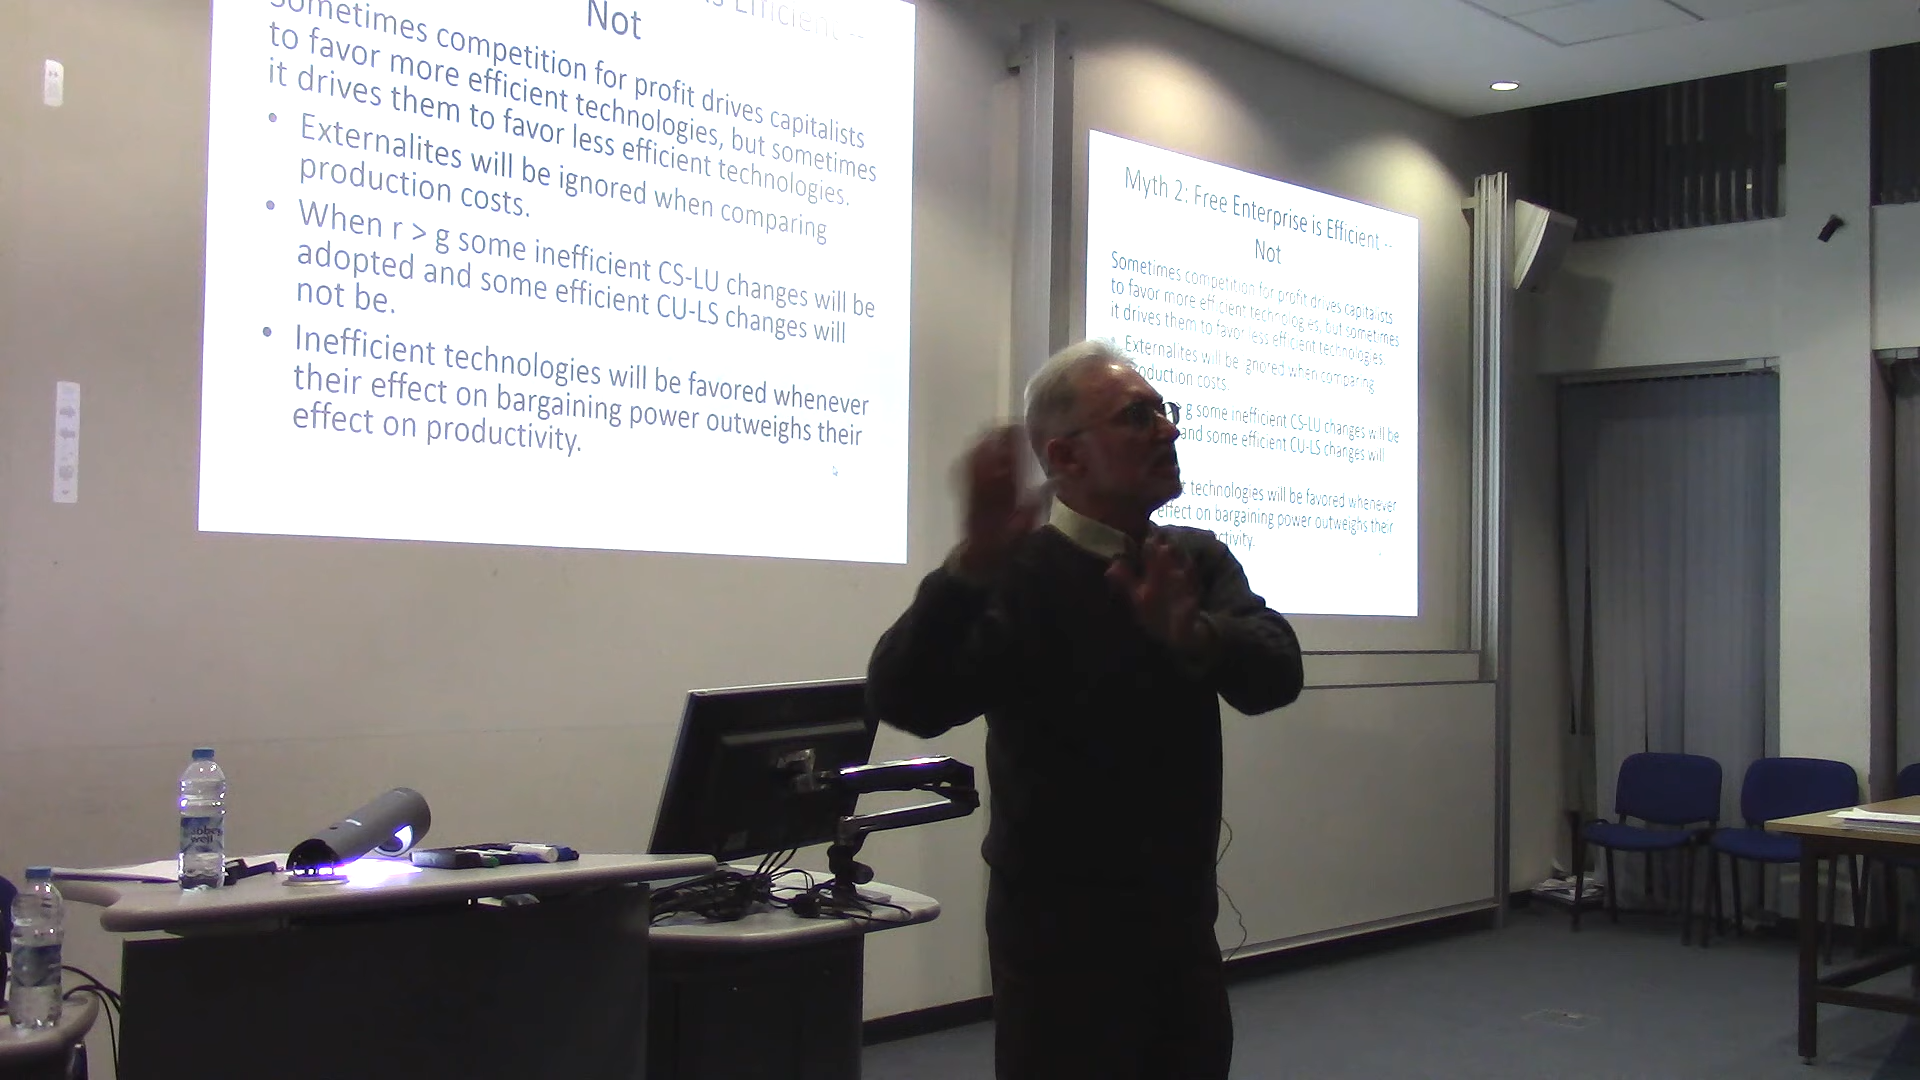 is Efficient --
Not
Sometimes competition for profit drives capitalists
to favor more efficient technologies, but sometimes
it drives them to favor less efficient technologies.
• Externalites will be ignored when comparing
production costs.
• When r > g some inefficient CS-LU changes will be
adopted and some efficient CU-LS changes will
not be.
• Inefficient technologies will be favored whenever
their effect on bargaining power outweighs their
effect on productivity.
Myth 2: Free Enterprise is Efficient --
Not
Sometimes competition for profit drives capitalists
to favor more efficient technologies, but sometimes
it drives them to favor less efficient technologies.
Externalites will be ignored when comparing
production costs.
g some inefficient CS-LU changes will be
and some efficient CU-LS changes will
technologies will be favored whenever
effect on bargaining power outweighs their
abbey
well